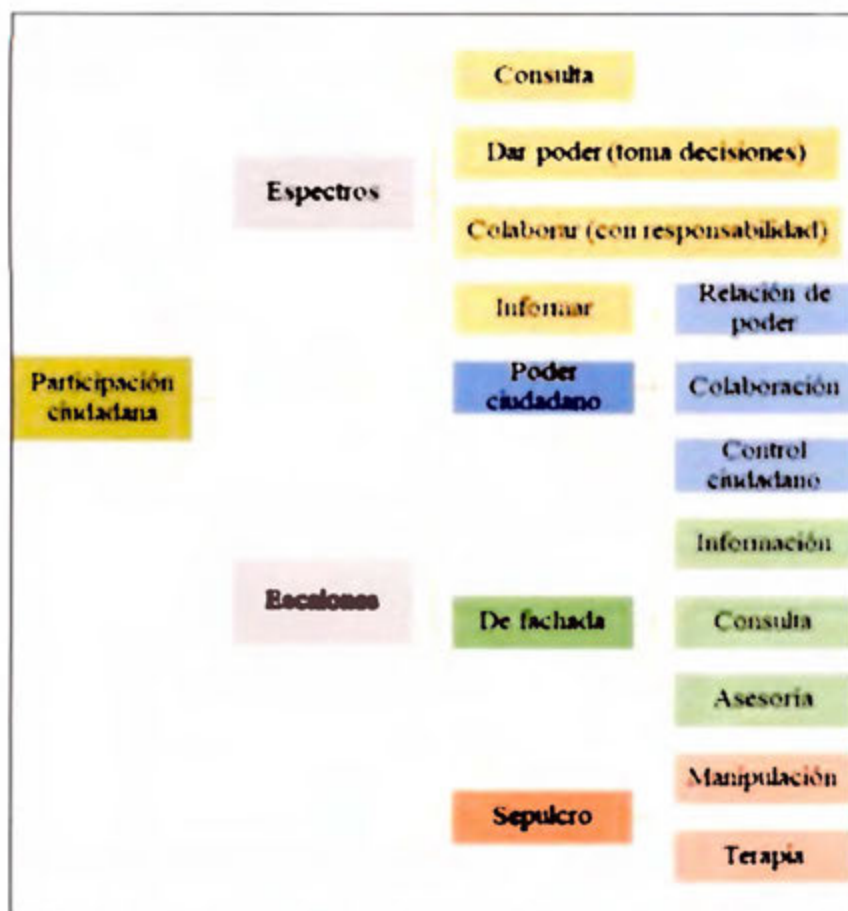 Participación
ciudadana
Espectros
Consulta
Dar poder (toma decisiones)
Colaborar (con responsabilidad)
Informar
Escalones
Poder
ciudadano
Relación de
poder
Colaboración
Control
ciudadano
De fachada
Información
Consulta
Asesoría
Sepulcro
Manipulación
Terapia